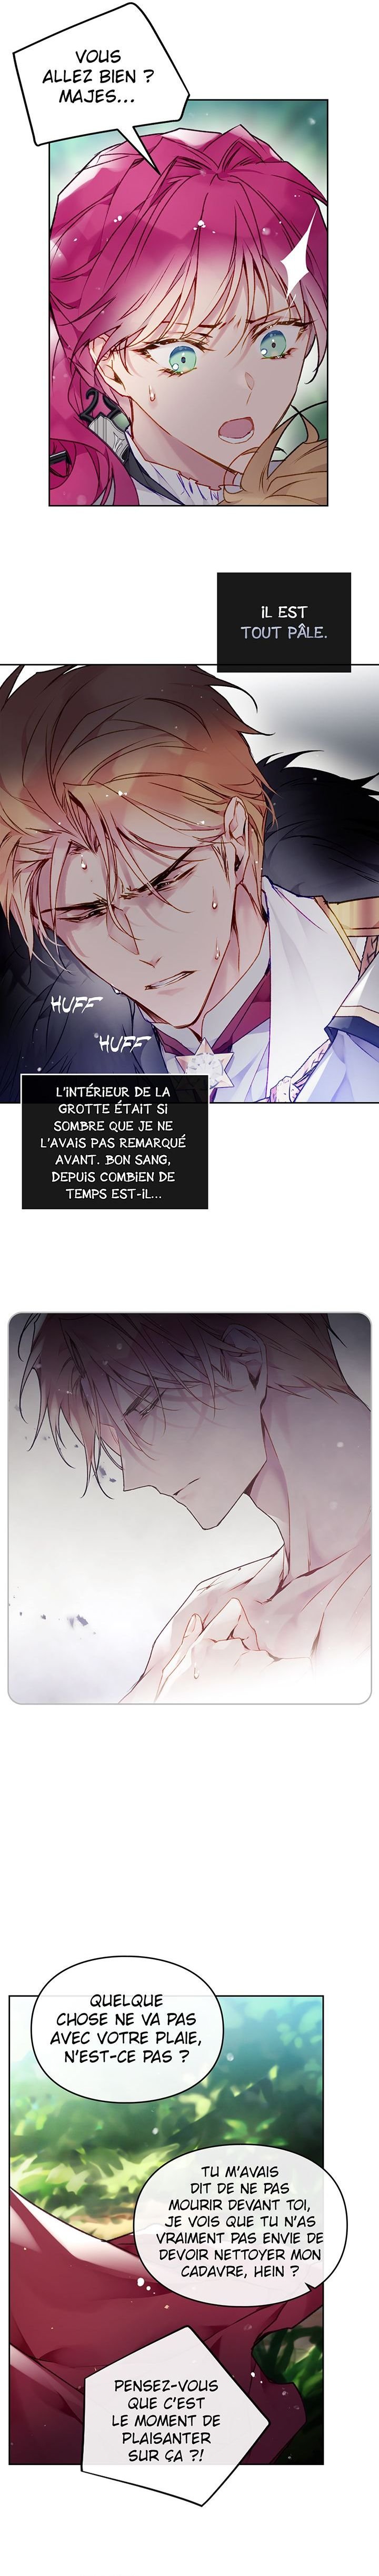 VOUS
ALLEZ BIEN ?
MAJES...
IL EST
TOUT PÂLE.
HUFF
HUFF
L'INTÉRIEUR DE LA
GROTTE ÉTAIT SI
SOMBRE QUE JE NE
L'AVAIS PAS REMARQUÉ
AVANT. BON SANG,
DEPUIS COMBIEN DE
TEMPS EST-IL...
QUELQUE
CHOSE NE VA PAS
AVEC VOTRE PLAIE,
N'EST-CE PAS ?
TU M'AVAIS
DIT DE NE PAS
MOURIR DEVANT TOI,
JE VOIS QUE TU N'AS
VRAIMENT PAS ENVIE DE
DEVOIR NETTOYER MON
CADAVRE, HEIN ?
PENSEZ-VOUS
QUE C'EST
LE MOMENT DE
PLAISANTER
SUR ÇA ?!